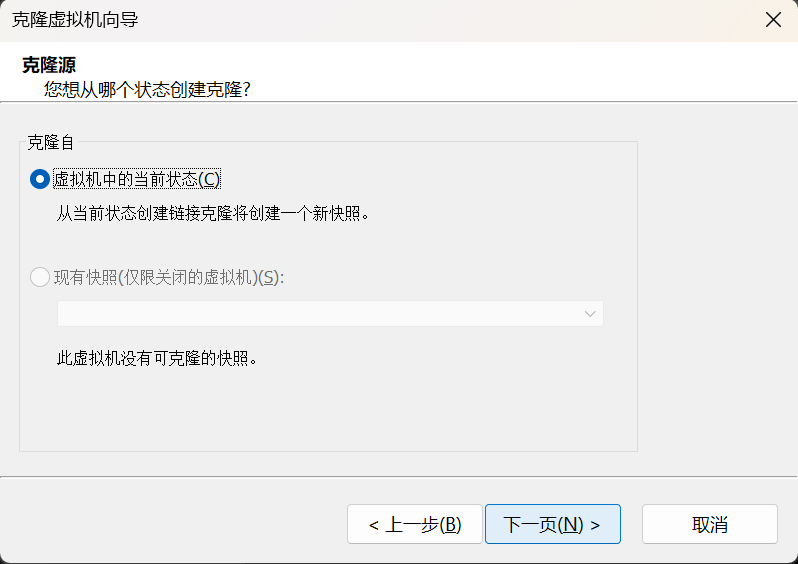 克隆虚拟机向导
克隆源
您想从哪个状态创建克隆?
克隆自
虚拟机中的当前状态(C)
从当前状态创建链接克隆将创建一个新快照。
现有快照(仅限关闭的虚拟机)(S):
此虚拟机没有可克隆的快照。
< 上一步(B)
下一页(N) >
取消